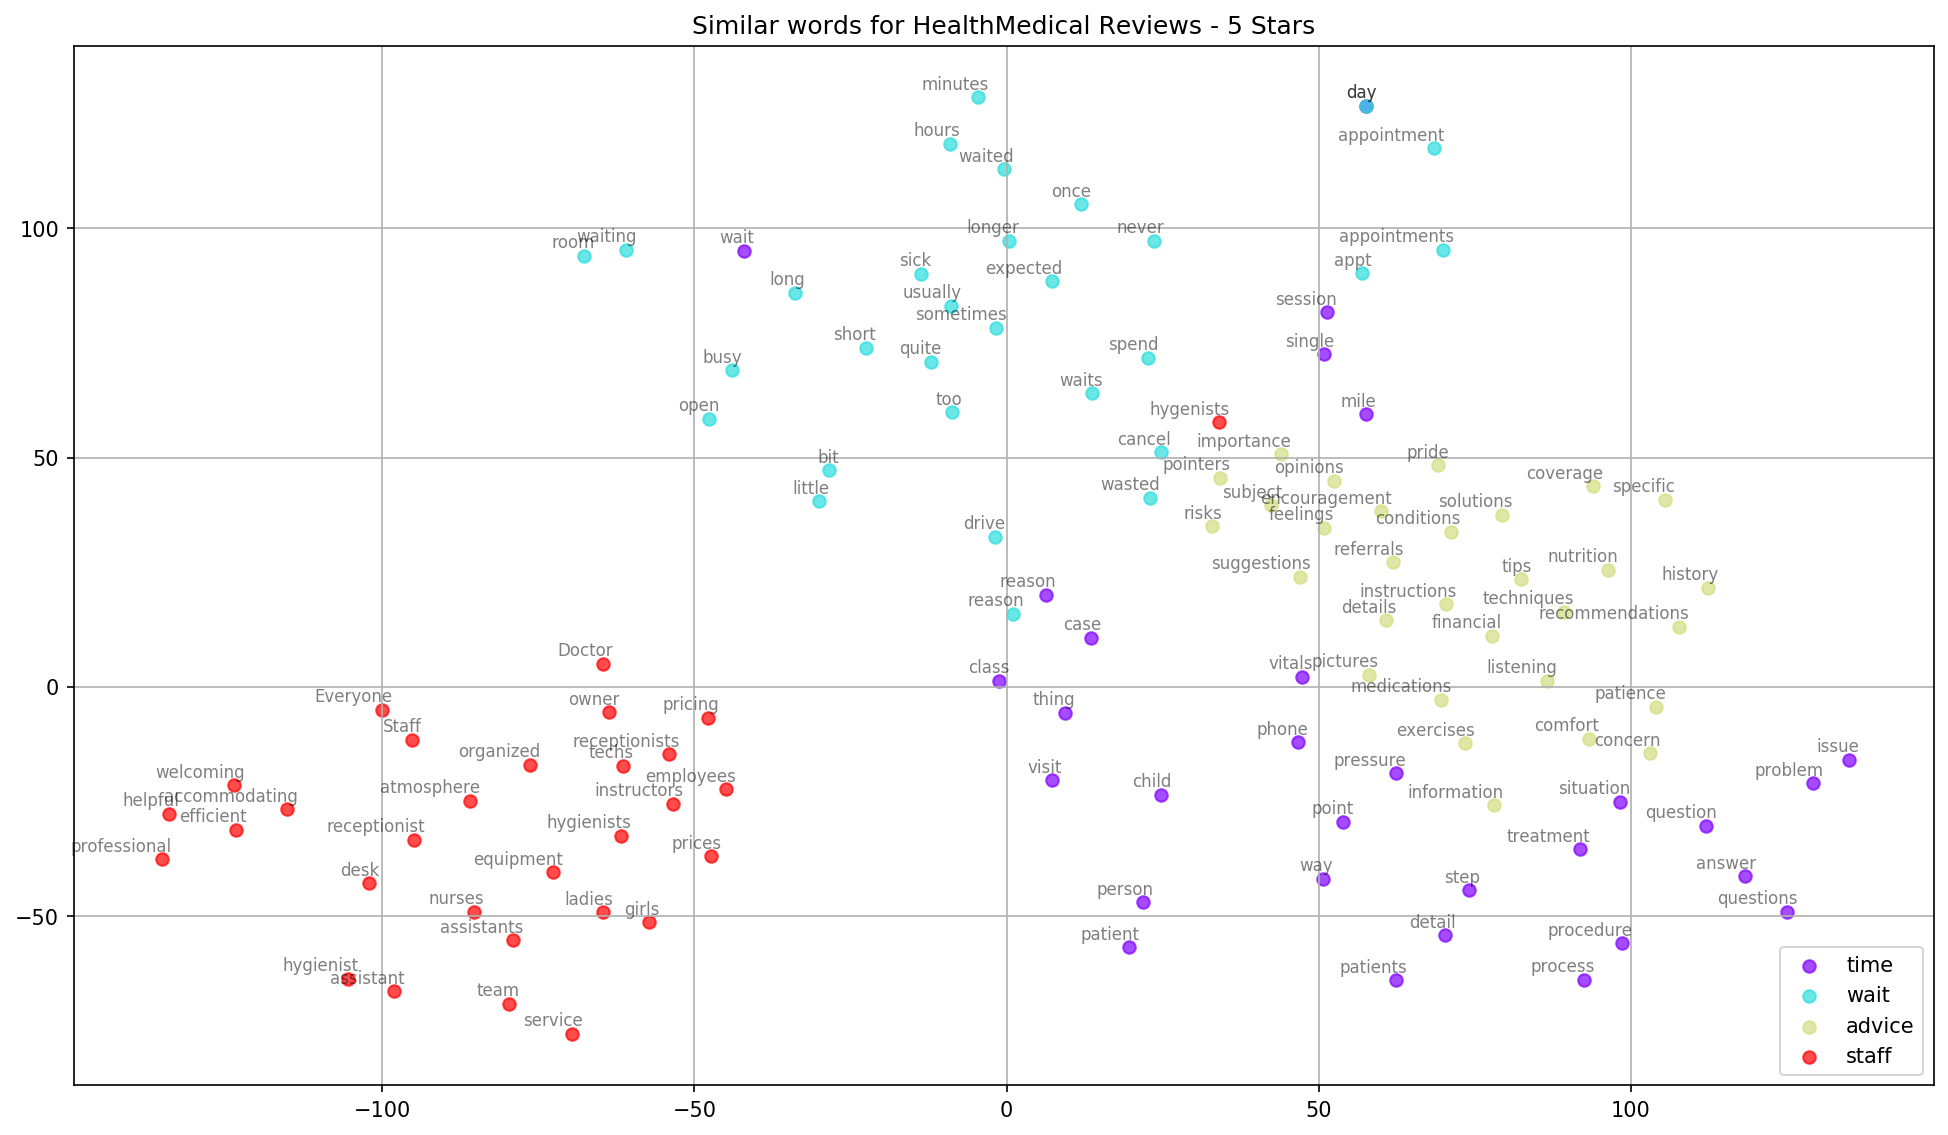 Similar words for HealthMedical Reviews - 5 Stars
minutes
day
hours
appointment
waited
once
longer
never
room
waiting
wait
appointments
sick
expected
appt
long
usually
session
sometimes
short
quite
single
busy
spend
waits
open
too
hygenists
mile
cancel
importance
pride
bit
pointers
opinions
coverage
little
wasted
subject
encouragement
solutions
specific
drive
risks
feelings
conditions
suggestions
referrals
tips
nutrition
history
reason
reason
details
instructions
techniques
recommendations
case
financial
Doctor
class
vitals
pictures
listening
Everyone
owner
pricing
thing
medications
patience
Staff
organized
receptionists
techs
phone
exercises
comfort
concern
issue
welcoming
atmosphere
employees
visit
child
pressure
problem
helpful
accommodating
instructors
information
situation
efficient
receptionist
hygienists
point
question
professional
equipment
prices
treatment
desk
way
step
answer
nurses
ladies
girls
person
questions
assistants
patient
detail
procedure
hygienist
assistant
team
patients
process
service
100
50
0
−50
−100
−50
0
50
100
time
wait
advice
staff